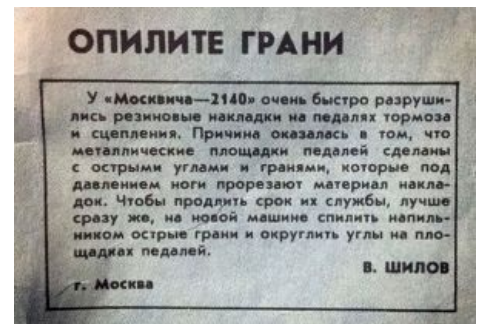 ОПИЛИТЕ ГРАНИ
У «Москвича—2140» очень быстро разруши-
лись резиновые накладки на педалях тормоза
и сцепления. Причина оказалась в том, что
металлические площадки педалей сделаны
с острыми углами и гранями, которые под
давлением ноги прорезают материал накла-
док. Чтобы продлить срок их службы, лучше
сразу же, на новой машине спилить напиль-
ником острые грани и округлить углы на пло-
щадках педалей.
В. ШИЛОВ
г. Москва